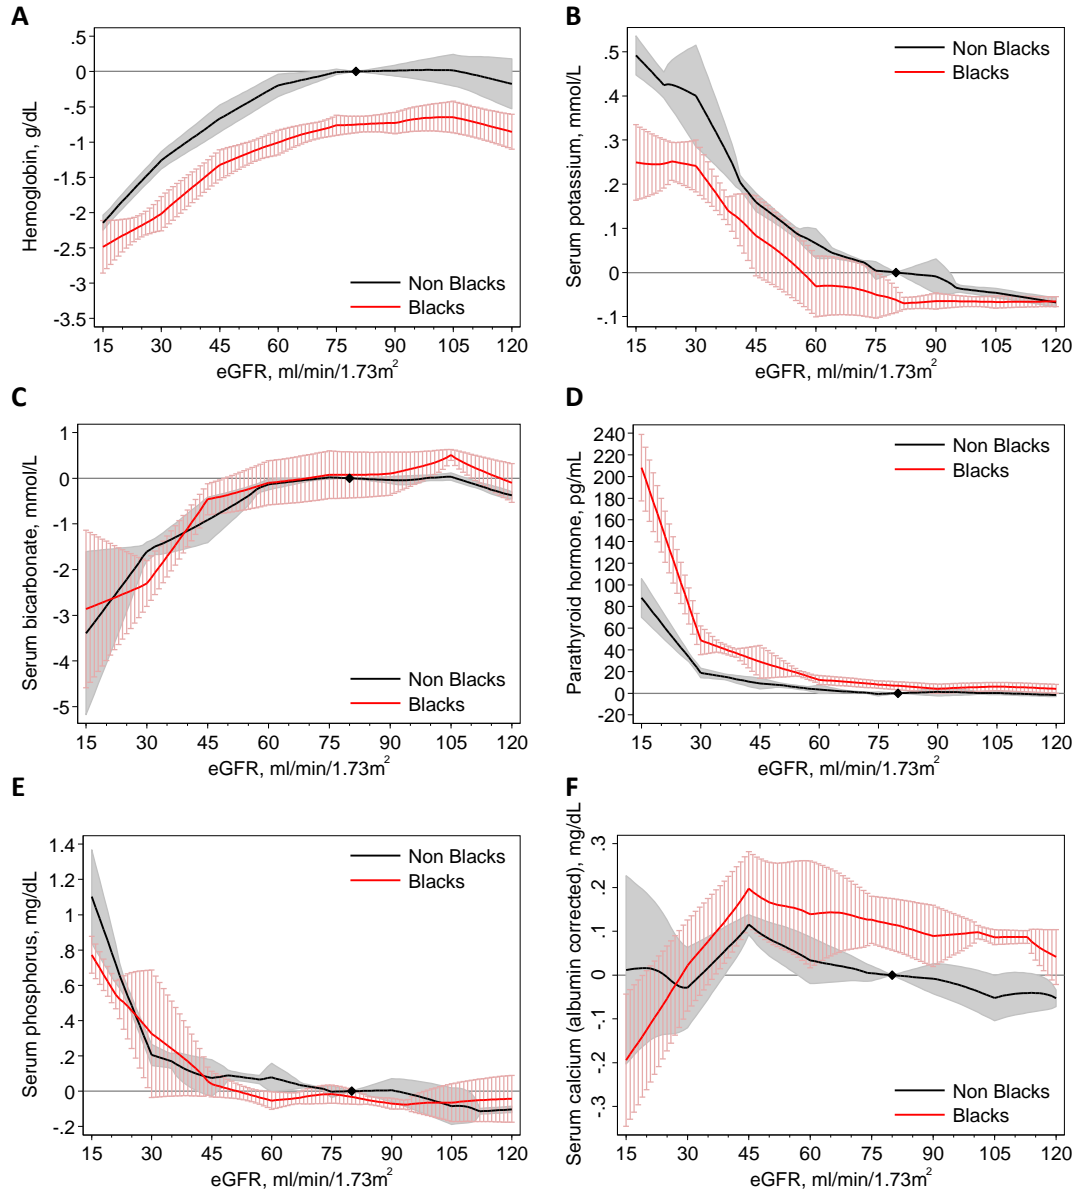 A
Hemoglobin, g/dL
.5
0
-.5
-1
-1.5
-2
-2.5
-3
-3.5
Non Blacks
Blacks
15 30 45 60 75 90 105 120
eGFR, ml/min/1.73m²
B
Serum potassium, mmol/L
.5
.4
.3
.2
.1
0
-.1
Non Blacks
Blacks
15 30 45 60 75 90 105 120
eGFR, ml/min/1.73m²
C
Serum bicarbonate, mmol/L
1
0
-1
-2
-3
-4
-5
Non Blacks
Blacks
15 30 45 60 75 90 105 120
eGFR, ml/min/1.73m²
D
Parathyroid hormone, pg/mL
240
220
200
180
160
140
120
100
80
60
40
20
0
-20
Non Blacks
Blacks
15 30 45 60 75 90 105 120
eGFR, ml/min/1.73m²
E
Serum phosphorus, mg/dL
1.4
1.2
1
.8
.6
.4
.2
0
-.2
Non Blacks
Blacks
15 30 45 60 75 90 105 120
eGFR, ml/min/1.73m²
F
Serum calcium (albumin corrected), mg/dL
.3
.2
.1
0
-.1
-.2
-.3
Non Blacks
Blacks
15 30 45 60 75 90 105 120
eGFR, ml/min/1.73m²